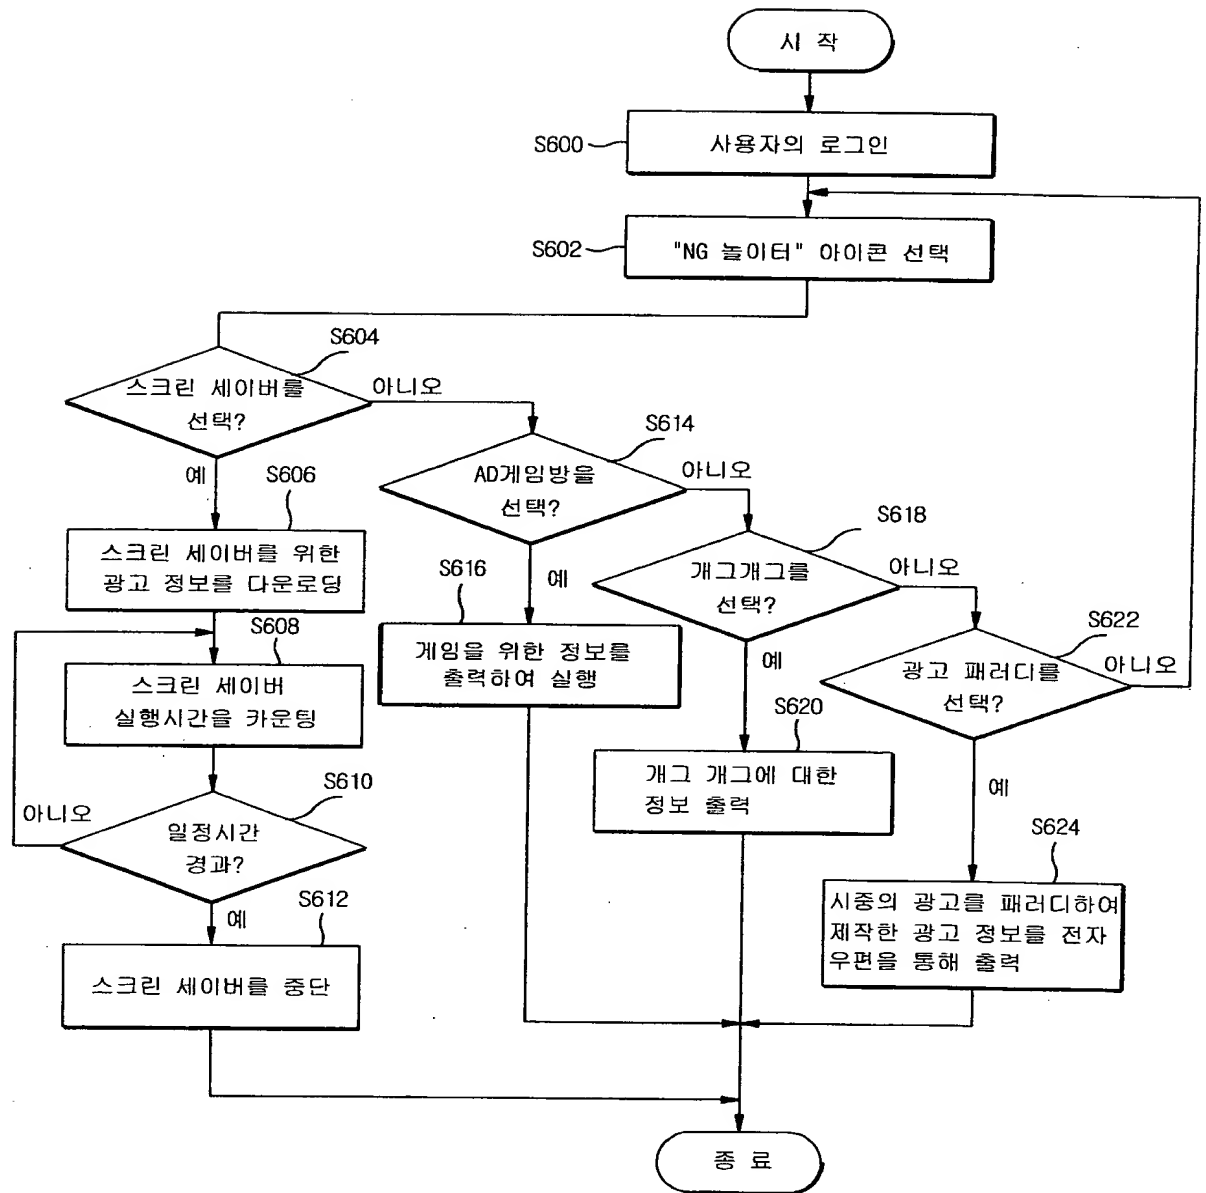 시 작
S600
사용자의 로그인
S602
"NG 놀이터" 아이콘 선택
S604
스크린 세이버를
선택?
아니오
예
S614
AD게임방을
선택?
아니오
예
S606
스크린 세이버를 위한
광고 정보를 다운로딩
S618
개그개그를
선택?
아니오
예
S616
게임을 위한 정보를
출력하여 실행
S608
스크린 세이버
실행시간을 카운팅
S622
광고 패러디를
선택?
아니오
예
S620
개그 개그에 대한
정보 출력
S610
일정시간
경과?
아니오
예
S624
시중의 광고를 패러디하여
제작한 광고 정보를 전자
우편을 통해 출력
S612
스크린 세이버를 중단
종 료